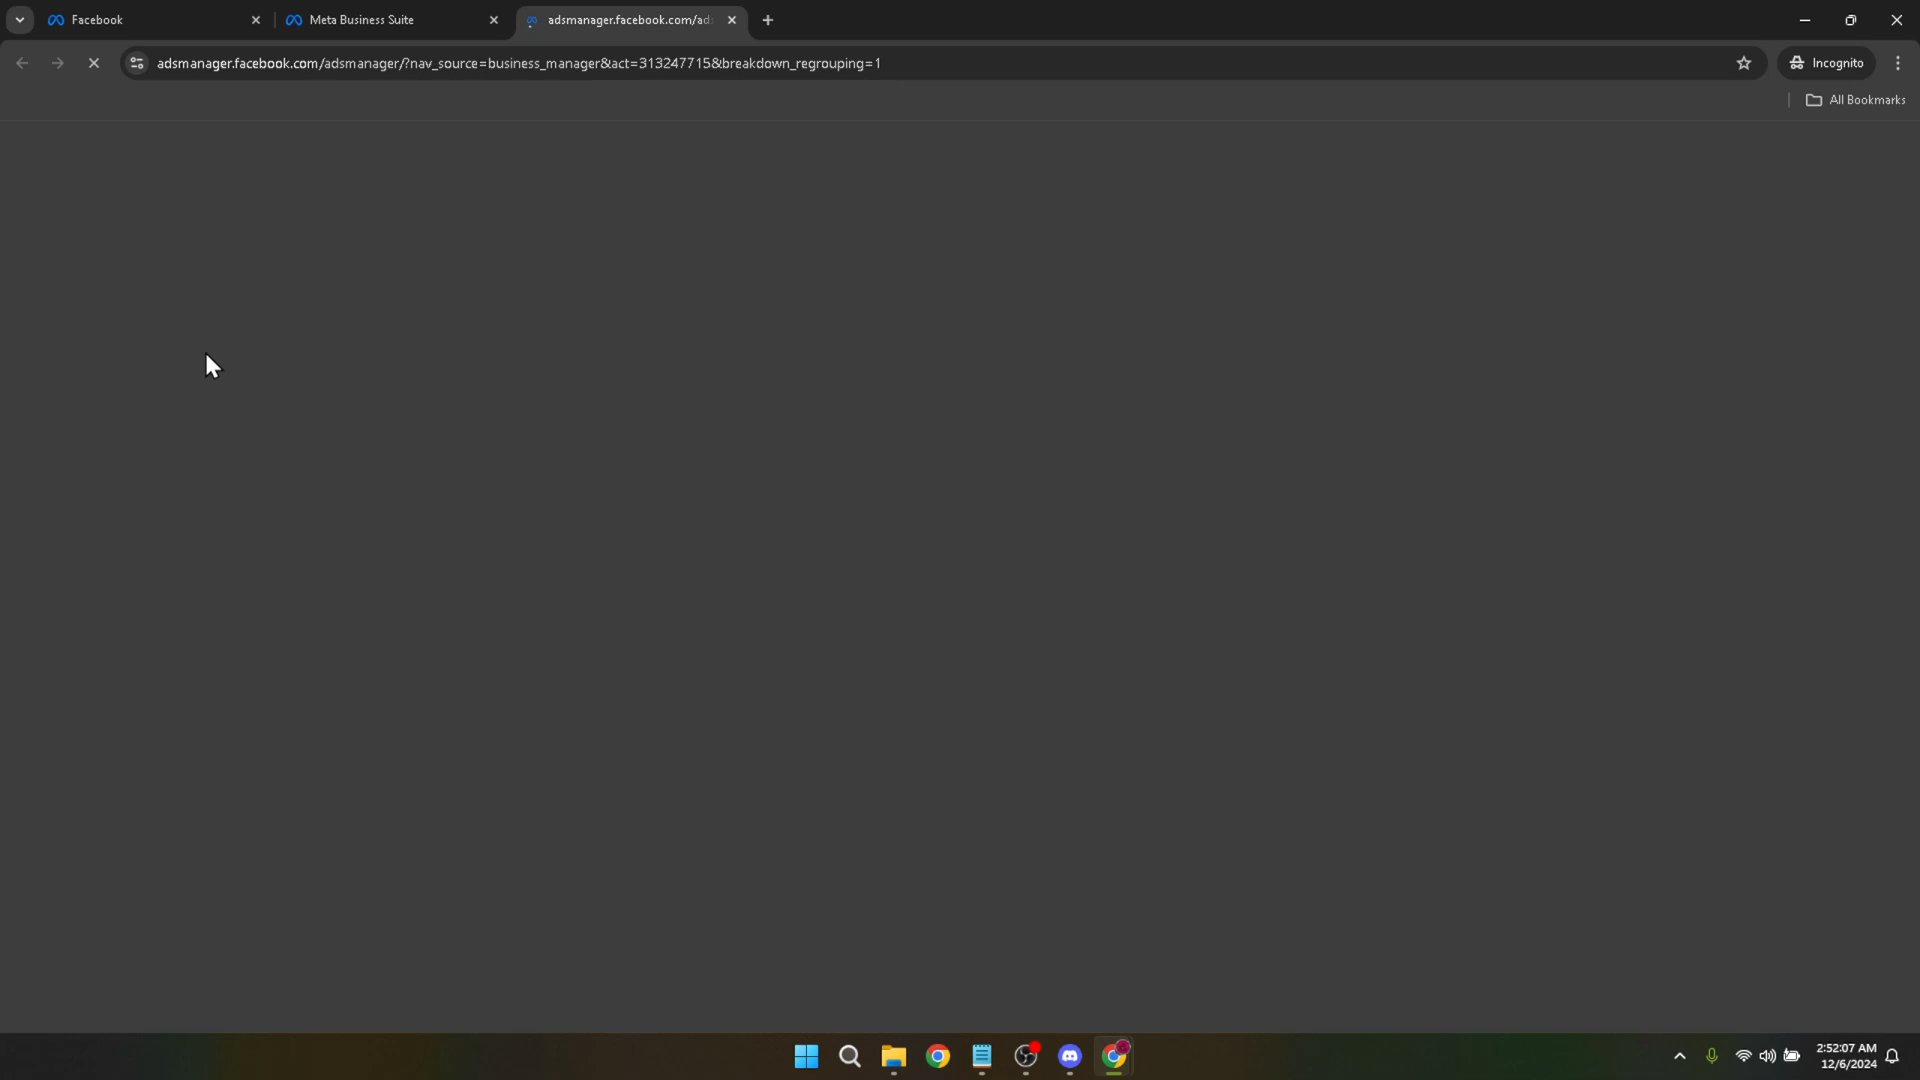 Facebook
Meta Business Suite
adsmanager.facebook.com/ads
adsmanager.facebook.com/adsmanager/?nav_source=business_manager&act=313247715&breakdown_regrouping=1
Incognito
All Bookmarks
2:52:07 AM
12/6/2024